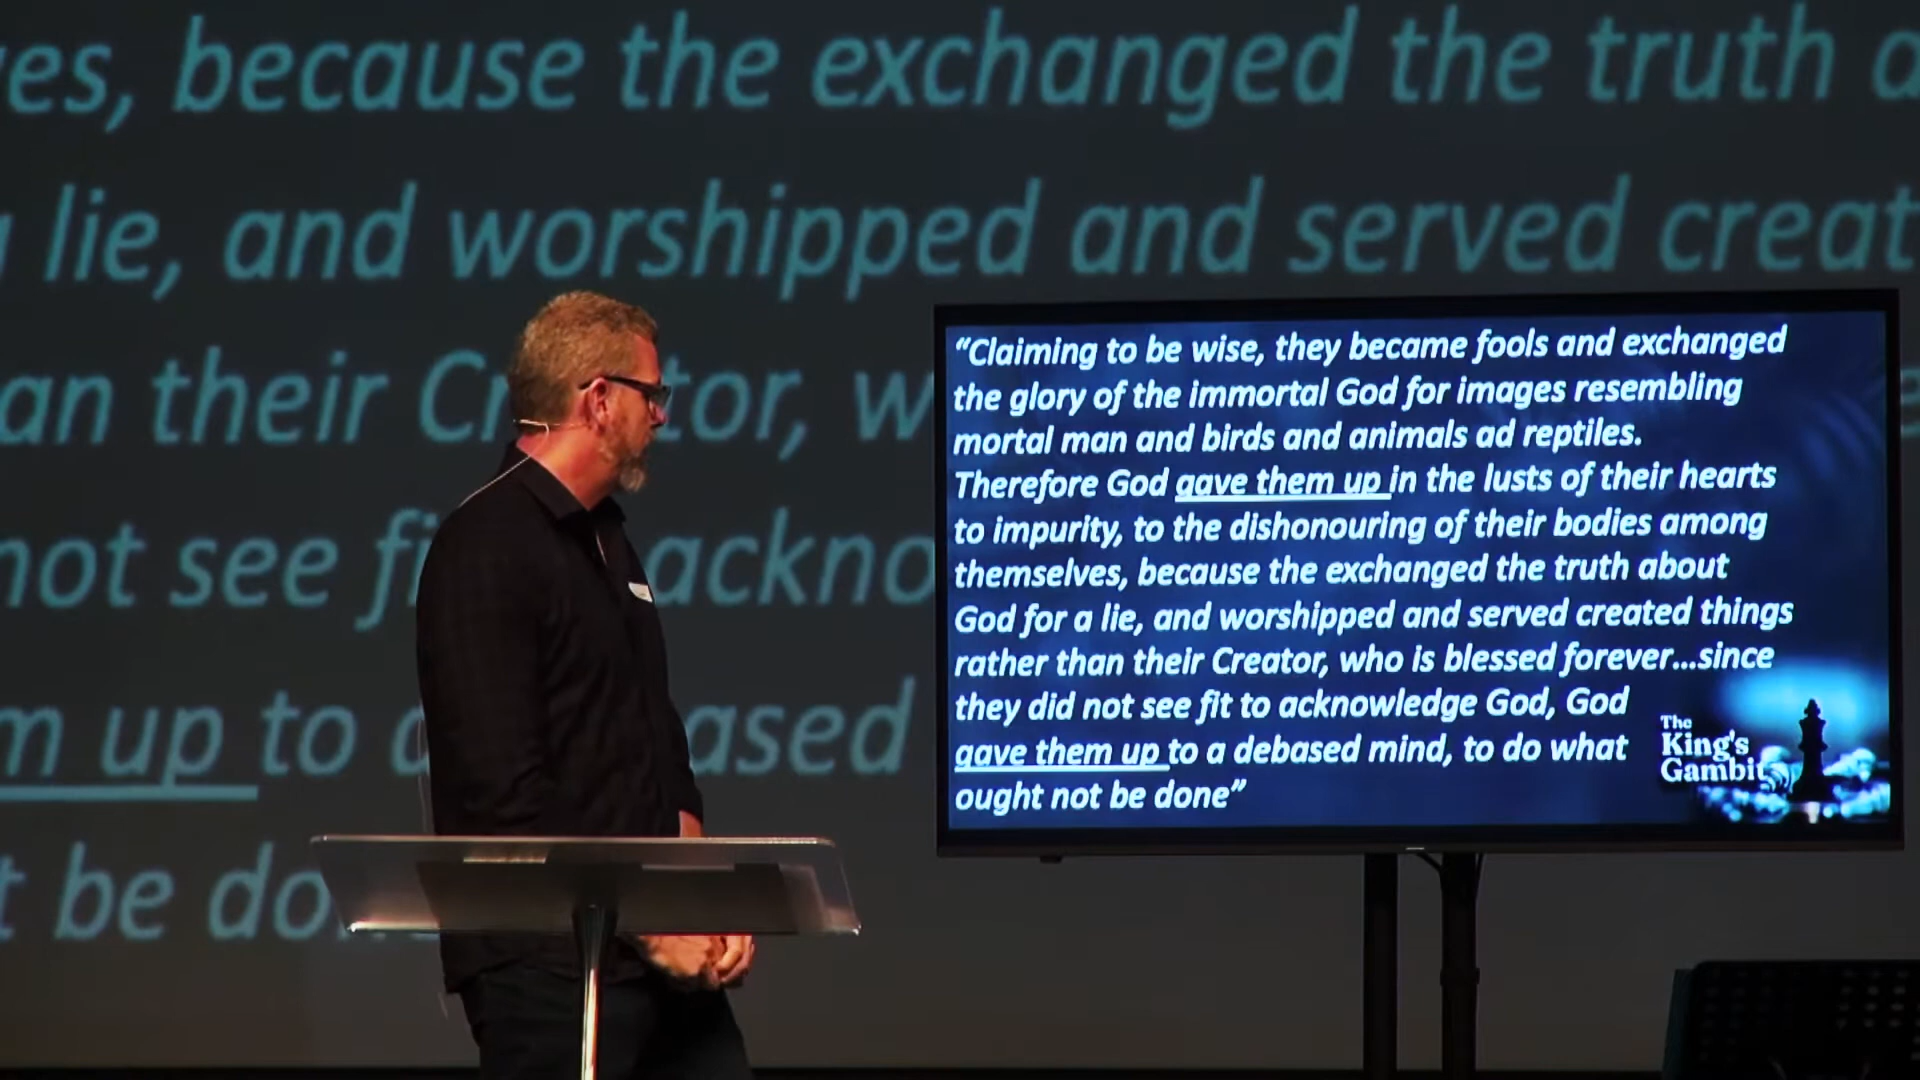 es, because the exchanged the truth a
lie, and worshipped and served creat
an their Cr tor, w
not see fi ackno
m up to a ased
t be do
“Claiming to be wise, they became fools and exchanged
the glory of the immortal God for images resembling
mortal man and birds and animals ad reptiles.
Therefore God gave them up in the lusts of their hearts
to impurity, to the dishonouring of their bodies among
themselves, because the exchanged the truth about
God for a lie, and worshipped and served created things
rather than their Creator, who is blessed forever...since
they did not see fit to acknowledge God, God
gave them up to a debased mind, to do what
ought not be done”
The
King's
Gambit